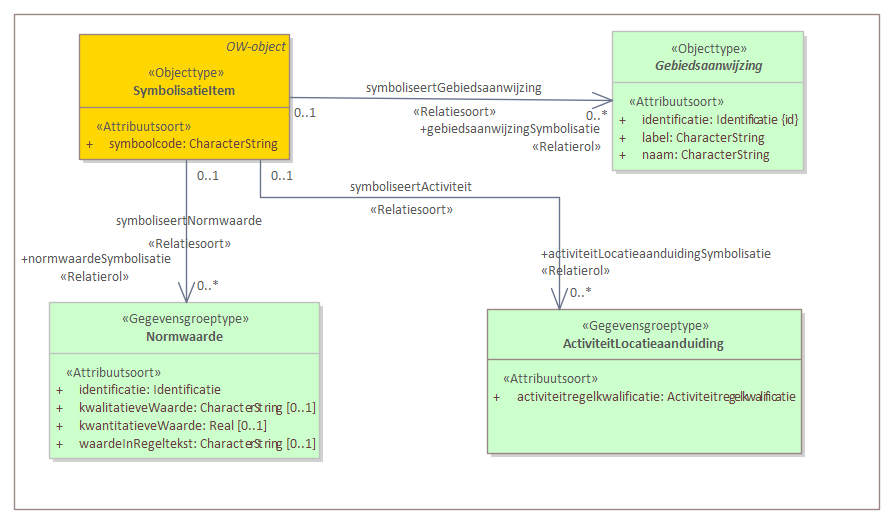 OW-object
«Objecttype»
SymbolisatieItem
«Attribuutsoort»
+ symboolcode: CharacterString
symboliseertGebiedsaanwijzing
0..1
«Relatiesoort»
0..*
+gebiedsaanwijzingSymbolisatie
«Relatierol»
«Objecttype»
Gebiedsaanwijzing
«Attribuutsoort»
+ identificatie: Identificatie {id}
+ label: CharacterString
+ naam: CharacterString
0..1
0..1
symboliseertActiviteit
«Relatiesoort»
symboliseertNormwaarde
«Relatiesoort»
+normwaardeSymbolisatie
«Relatierol»
0..*
+activiteitLocatieaanduidingSymbolisatie
«Relatierol»
0..*
«Gegevensgroeptype»
Normwaarde
«Attribuutsoort»
+ identificatie: Identificatie
+ kwalitatieveWaarde: CharacterString [0..1]
+ kwantitatieveWaarde: Real [0..1]
+ waardeInRegeltekst: CharacterString [0..1]
«Gegevensgroeptype»
ActiviteitLocatieaanduiding
«Attribuutsoort»
+ activiteitregelkwalificatie: Activiteitregelkwalificatie